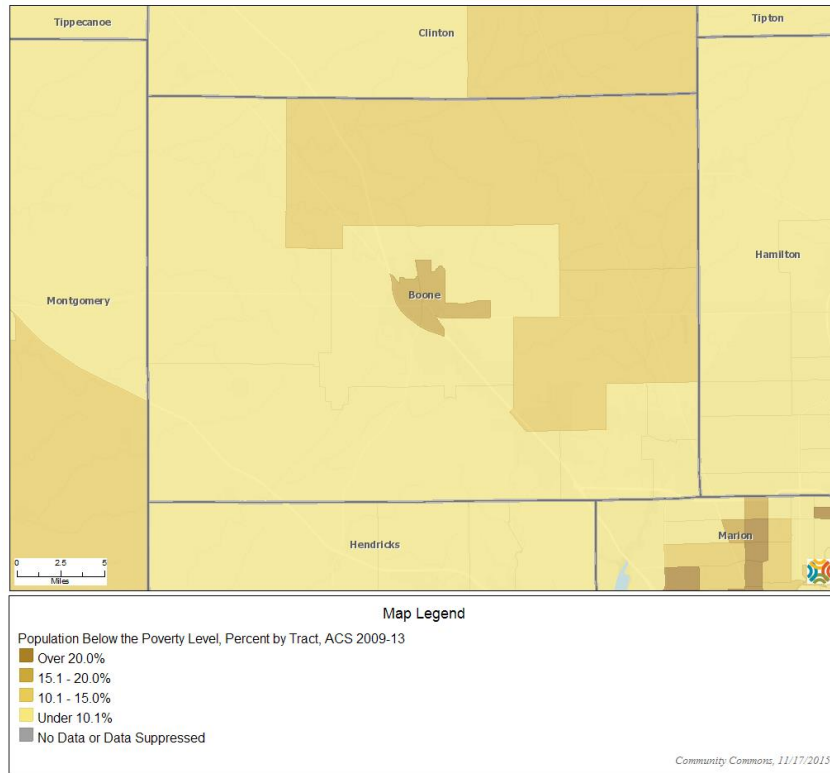 Tippecanoe
Clinton
Tipton
Montgomery
Boone
Hamilton
Hendricks
Marion
0 2.5 5
Miles
Map Legend
Population Below the Poverty Level, Percent by Tract, ACS 2009-13
Over 20.0%
15.1 - 20.0%
10.1 - 15.0%
Under 10.1%
No Data or Data Suppressed
Community Commons, 11/17/2015